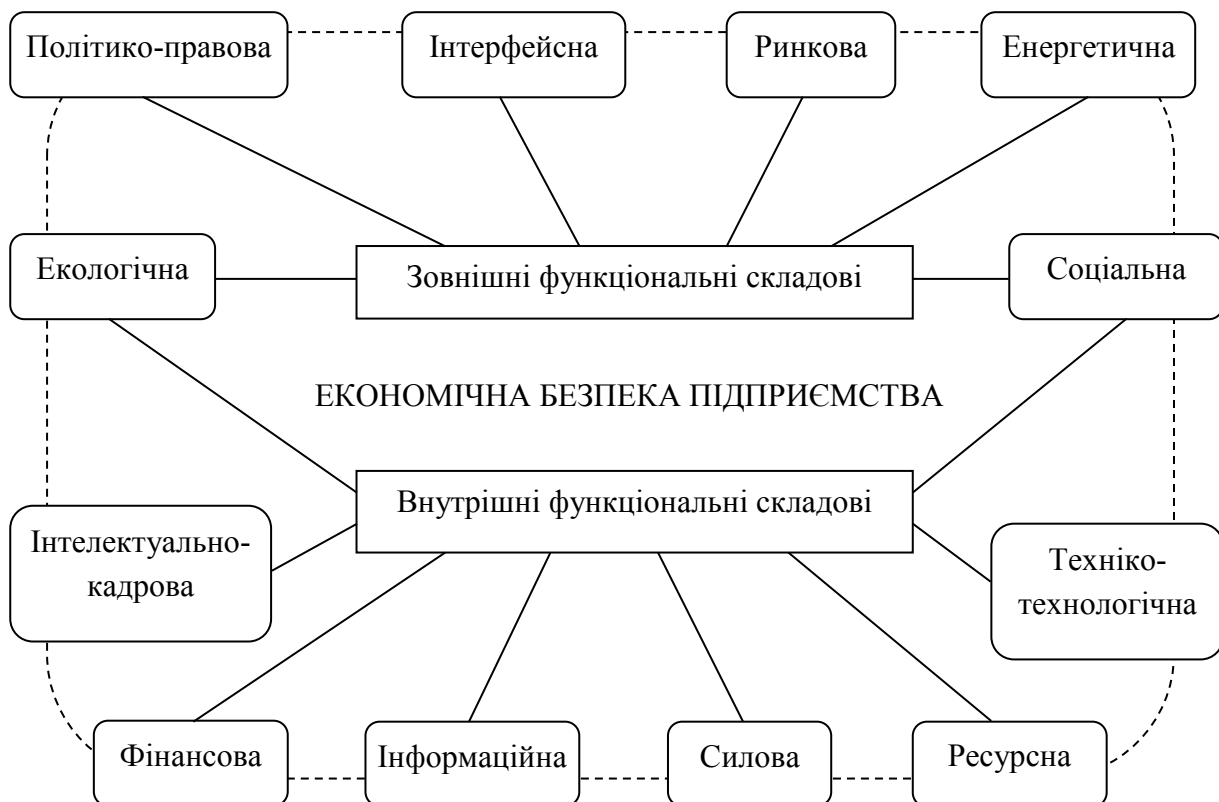 Політико-правова
Інтерфейсна
Ринкова
Енергетична
Екологічна
Зовнішні функціональні складові
Соціальна
ЕКОНОМІЧНА БЕЗПЕКА ПІДПРИЄМСТВА
Внутрішні функціональні складові
Інтелектуально-
кадрова
Техніко-
технологічна
Фінансова
Інформаційна
Силова
Ресурсна